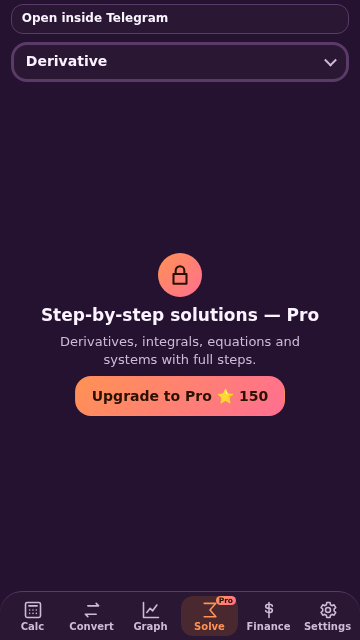 Open inside Telegram
Derivative
Step-by-step solutions — Pro
Derivatives, integrals, equations and
systems with full steps.
Upgrade to Pro ⭐ 150
Pro
Calc Convert Graph Solve Finance Settings